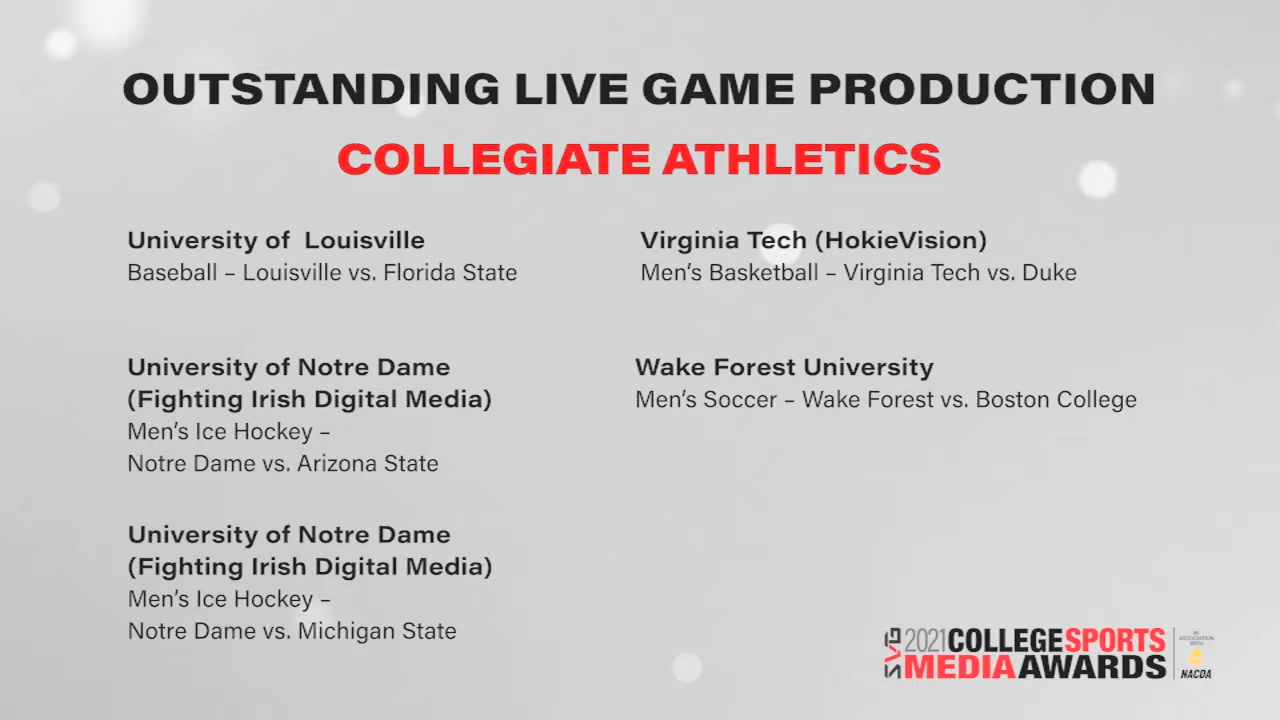 OUTSTANDING LIVE GAME PRODUCTION
COLLEGIATE ATHLETICS
University of  Louisville
Baseball – Louisville vs. Florida State
University of Notre Dame
(Fighting Irish Digital Media)
Men’s Ice Hockey –
Notre Dame vs. Arizona State
University of Notre Dame
(Fighting Irish Digital Media)
Men’s Ice Hockey –
Notre Dame vs. Michigan State
Virginia Tech (HokieVision)
Men’s Basketball – Virginia Tech vs. Duke
Wake Forest University
Men’s Soccer – Wake Forest vs. Boston College
SVG
2021 COLLEGE SPORTS
MEDIA AWARDS
IN
ASSOCIATION
WITH
NACDA